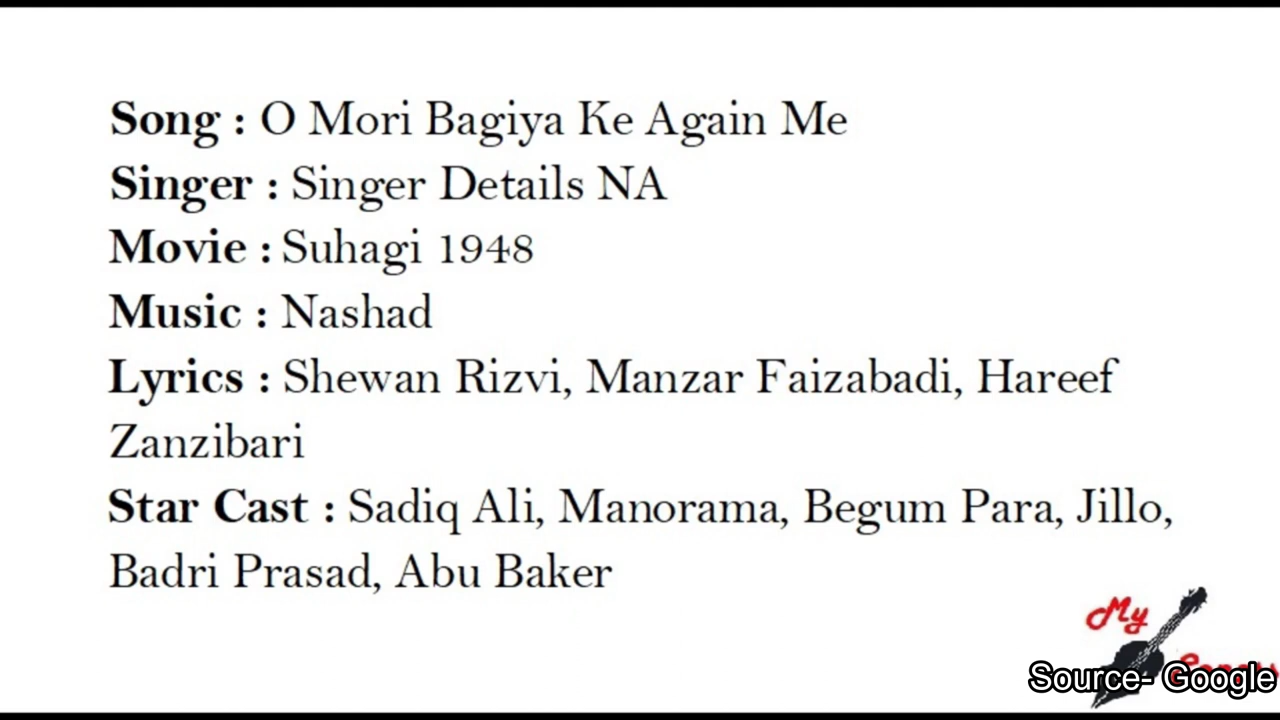 Song : O Mori Bagiya Ke Again Me
Singer : Singer Details NA
Movie : Suhagi 1948
Music : Nashad
Lyrics : Shewan Rizvi, Manzar Faizabadi, Hareef
Zanzibari
Star Cast : Sadiq Ali, Manorama, Begum Para, Jillo,
Badri Prasad, Abu Baker
My
Source- Google